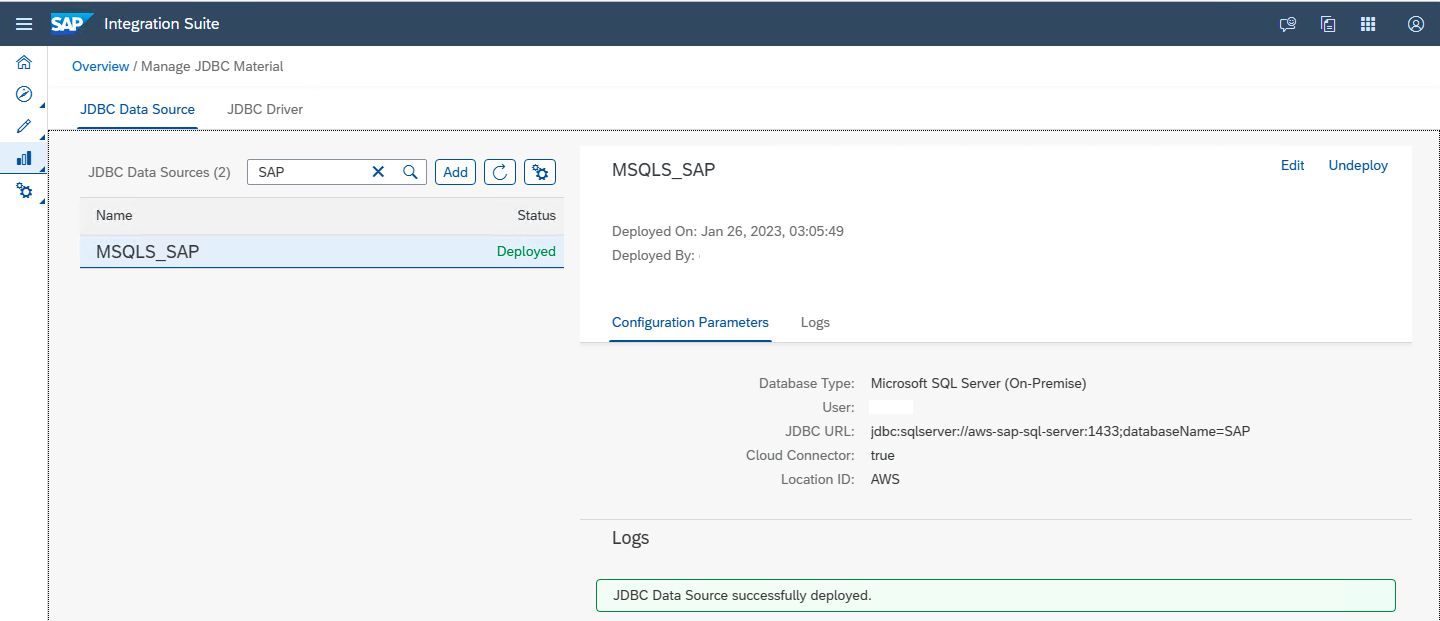 SAP Integration Suite
Overview / Manage JDBC Material
JDBC Data Source JDBC Driver
JDBC Data Sources (2) SAP Add
Name Status
MSQLS_SAP Deployed
MSQLS_SAP Edit Undeploy
Deployed On: Jan 26, 2023, 03:05:49
Deployed By:
Configuration Parameters Logs
Database Type: Microsoft SQL Server (On-Premise)
User:
JDBC URL: jdbc:sqlserver://aws-sap-sql-server:1433;databaseName=SAP
Cloud Connector: true
Location ID: AWS
Logs
JDBC Data Source successfully deployed.